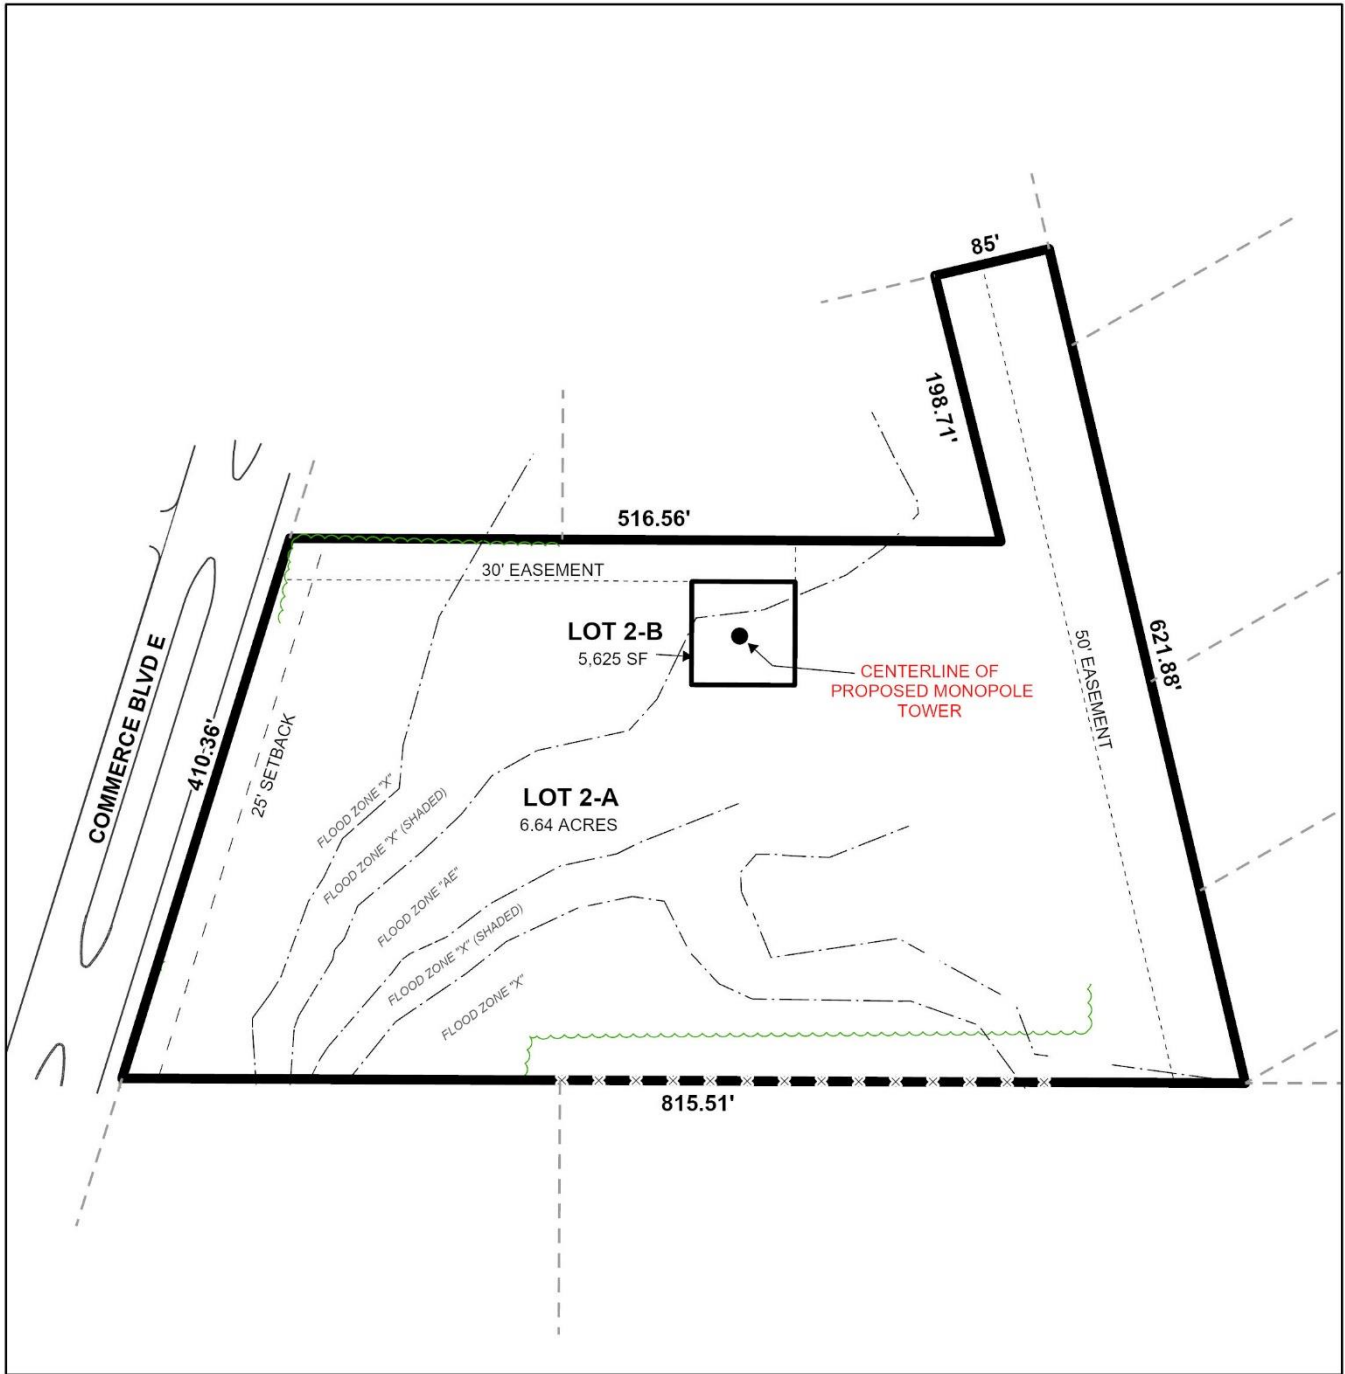 85'
198.71'
516.56'
30' EASEMENT
LOT 2-B
5,625 SF
CENTERLINE OF
PROPOSED MONOPOLE
TOWER
621.88'
50' EASEMENT
COMMERCE BLVD E
410.36'
25' SETBACK
LOT 2-A
6.64 ACRES
FLOOD ZONE "X"
FLOOD ZONE "X" (SHADED)
FLOOD ZONE "AE"
FLOOD ZONE "X" (SHADED)
FLOOD ZONE "X"
815.51'